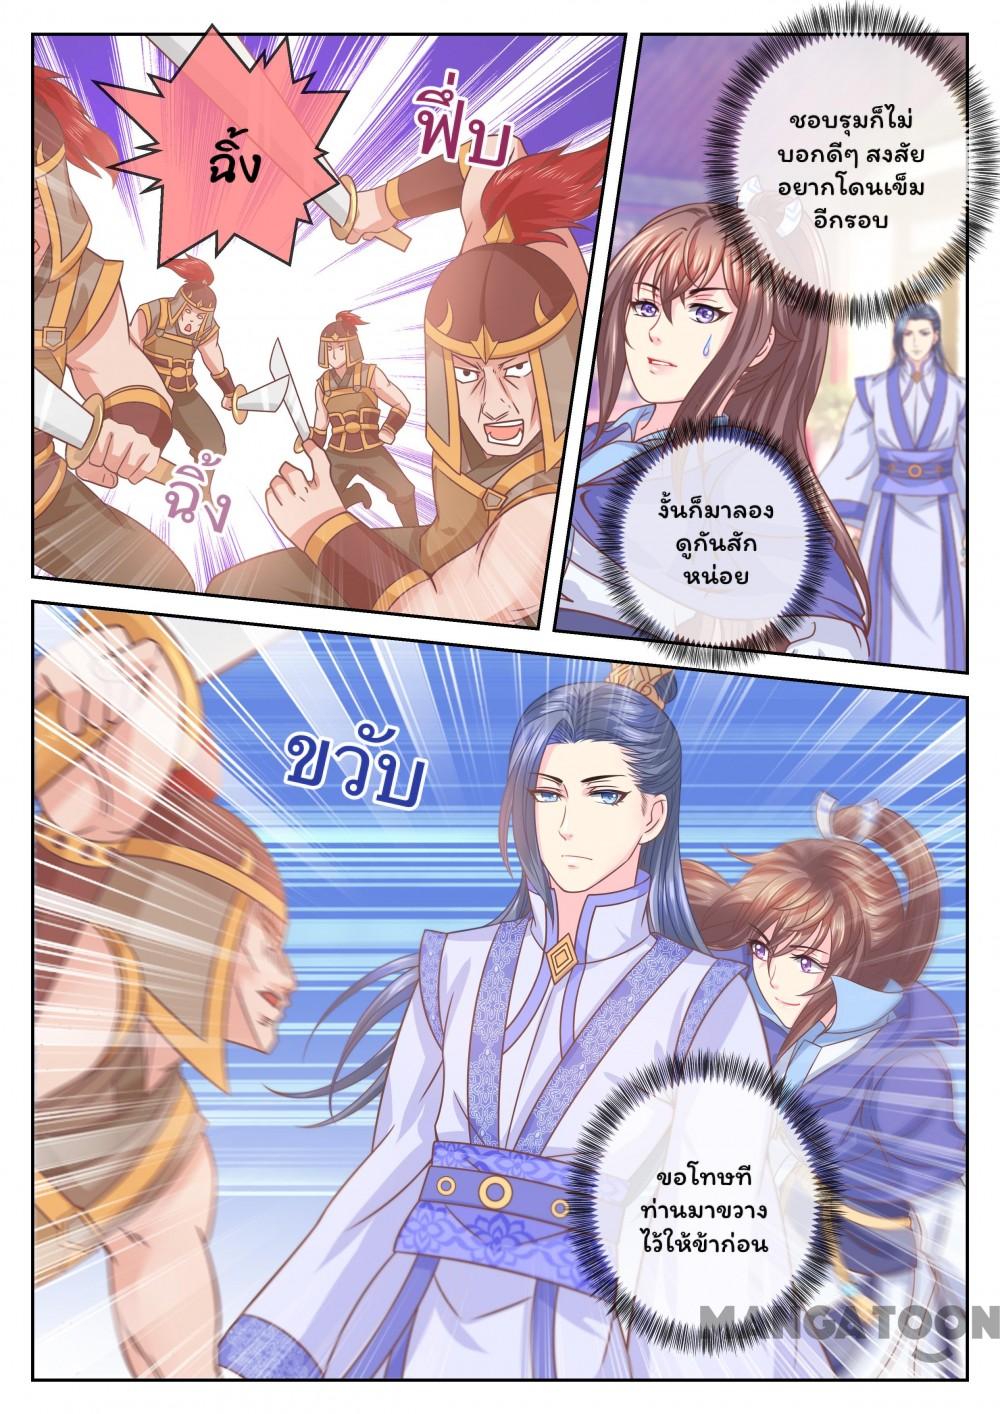 ฉิ้ง
ฟึ่บ
ฉิ้ง
ชอบรุมก็ไม่
บอกดีๆ สงสัย
อยากโดนเข็ม
อีกรอบ
งั้นก็มาลอง
ดูกันสัก
หน่อย
ขวับ
ขอโทษที
ท่านมาขวาง
ไว้ให้ข้าก่อน
MANGATOON